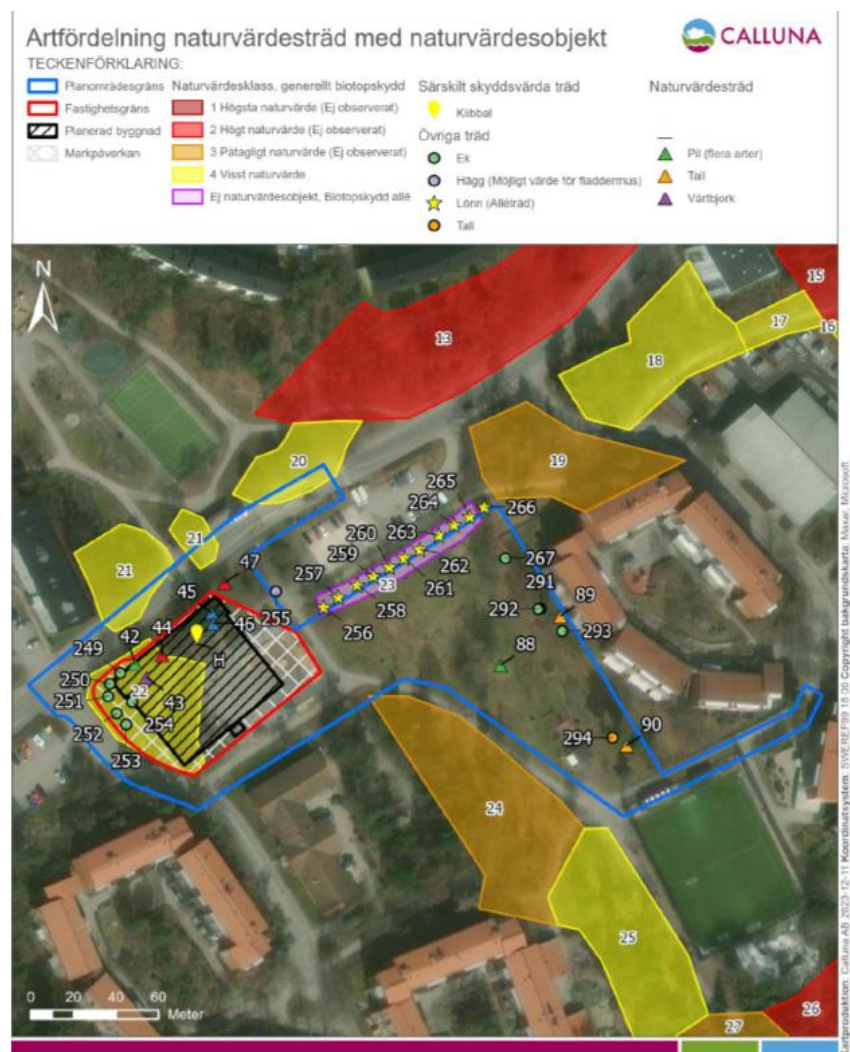 Artfördelning naturvärdesträd med naturvärdesobjekt
CALLUNA
TECKENFÖRKLARING:
Planområdesgräns
Fastighetsgräns
Planerad byggnad
Markpåverkan
Naturvärdesklass, generellt biotopskydd
1 Högsta naturvärde (Ej observerat)
2 Högt naturvärde (Ej observerat)
3 Påtagligt naturvärde (Ej observerat)
4 Visst naturvärde
Ej naturvärdesobjekt, Biotopskydd allé
Särskilt skyddsvärda träd
Klibbal
Övriga träd
Ek
Hägg (Möjligt värde för fladdermus)
Lönn (Alléträd)
Tall
Naturvärdesträd
Pil (flera arter)
Tall
Vårtbjörk
N
15
13
17
16
18
20
19
265
264
266
21
21
260
263
259
267
47
257
262
291
45
23
261
89
255
258
292
46
256
293
44
42
H
249
88
250
22
43
251
254
294
90
252
253
24
25
26
27
0 20 40 60
Meter
Kartproduktion: Calluna AB 2023-12-11 Koordinatsystem: SWEREF99 18 00 Copyright bakgrundskarta: Maxar, Microsoft